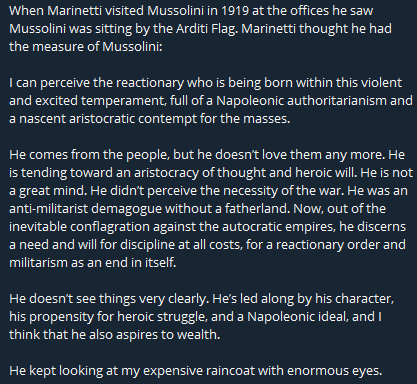 When Marinetti visited Mussolini in 1919 at the offices he saw
Mussolini was sitting by the Arditi Flag. Marinetti thought he had
the measure of Mussolini:
I can perceive the reactionary who is being born within this violent
and excited temperament, full of a Napoleonic authoritarianism and
a nascent aristocratic contempt for the masses.
He comes from the people, but he doesn’t love them any more. He
is tending toward an aristocracy of thought and heroic will. He is not
a great mind. He didn’t perceive the necessity of the war. He was an
anti-militarist demagogue without a fatherland. Now, out of the
inevitable conflagration against the autocratic empires, he discerns
a need and will for discipline at all costs, for a reactionary order and
militarism as an end in itself.
He doesn’t see things very clearly. He’s led along by his character,
his propensity for heroic struggle, and a Napoleonic ideal, and I
think that he also aspires to wealth.
He kept looking at my expensive raincoat with enormous eyes.